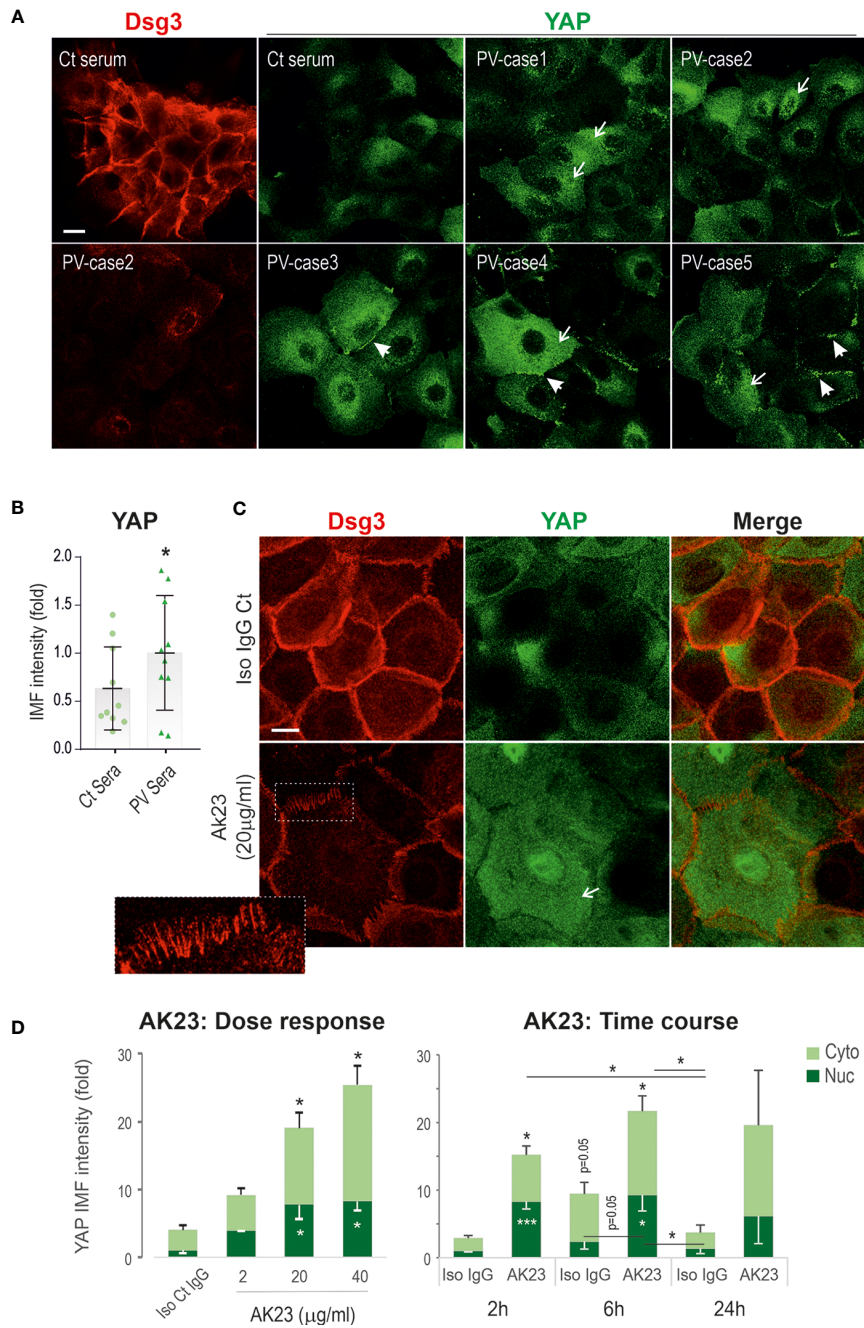 A
Dsg3
YAP
Ct serum
Ct serum
PV-case1
PV-case2
PV-case2
PV-case3
PV-case4
PV-case5
B
YAP
*
IMF intensity (fold)
2.0
1.5
1.0
0.5
0.0
Ct Sera
PV Sera
C
Dsg3
YAP
Merge
Iso IgG Ct
Ak23
(20µg/ml)
D
AK23: Dose response
YAP IMF intensity (fold)
30
20
10
0
*
*
*
*
Iso Ct IgG
2
20
40
AK23 (µg/ml)
AK23: Time course
Cyto
Nuc
30
20
10
0
*
*
*
*
***
p=0.05
p=0.05
*
*
Iso IgG
AK23
Iso IgG
AK23
Iso IgG
AK23
2h
6h
24h